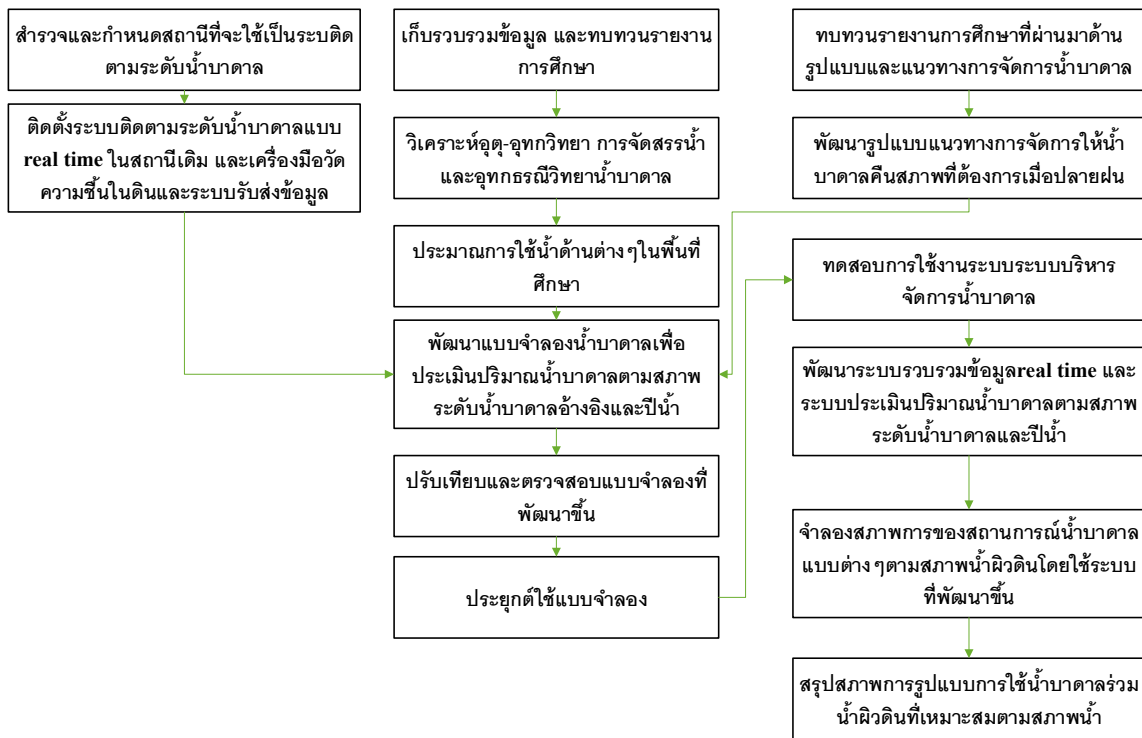 สำรวจและกำหนดสถานีที่จะใช้เป็นระบติด
ตามระดับน้ำบาดาล
ติดตั้งระบบติดตามระดับน้ำบาดาลแบบ
real time ในสถานีเดิม และเครื่องมือวัด
ความชื้นในดินและระบบรับส่งข้อมูล
เก็บรวบรวมข้อมูล และทบทวนรายงาน
การศึกษา
วิเคราะห์อุตุ-อุทกวิทยา การจัดสรรน้ำ
และอุทกธรณีวิทยาน้ำบาดาล
ประมาณการใช้น้ำด้านต่างๆในพื้นที่
ศึกษา
พัฒนาแบบจำลองน้ำบาดาลเพื่อ
ประเมินปริมาณน้ำบาดาลตามสภาพ
ระดับน้ำบาดาลอ้างอิงและปีน้ำ
ปรับเทียบและตรวจสอบแบบจำลองที่
พัฒนาขึ้น
ประยุกต์ใช้แบบจำลอง
ทบทวนรายงานการศึกษาที่ผ่านมาด้าน
รูปแบบและแนวทางการจัดการน้ำบาดาล
พัฒนารูปแบบแนวทางการจัดการให้น้ำ
บาดาลคืนสภาพที่ต้องการเมื่อปลายฝน
ทดสอบการใช้งานระบบระบบบริหาร
จัดการน้ำบาดาล
พัฒนาระบบรวบรวมข้อมูลreal time และ
ระบบประเมินปริมาณน้ำบาดาลตามสภาพ
ระดับน้ำบาดาลและปีน้ำ
จำลองสภาพการของสถานการณ์น้ำบาดาล
แบบต่างๆตามสภาพน้ำผิวดินโดยใช้ระบบ
ที่พัฒนาขึ้น
สรุปสภาพการรูปแบบการใช้น้ำบาดาลร่วม
น้ำผิวดินที่เหมาะสมตามสภาพน้ำ